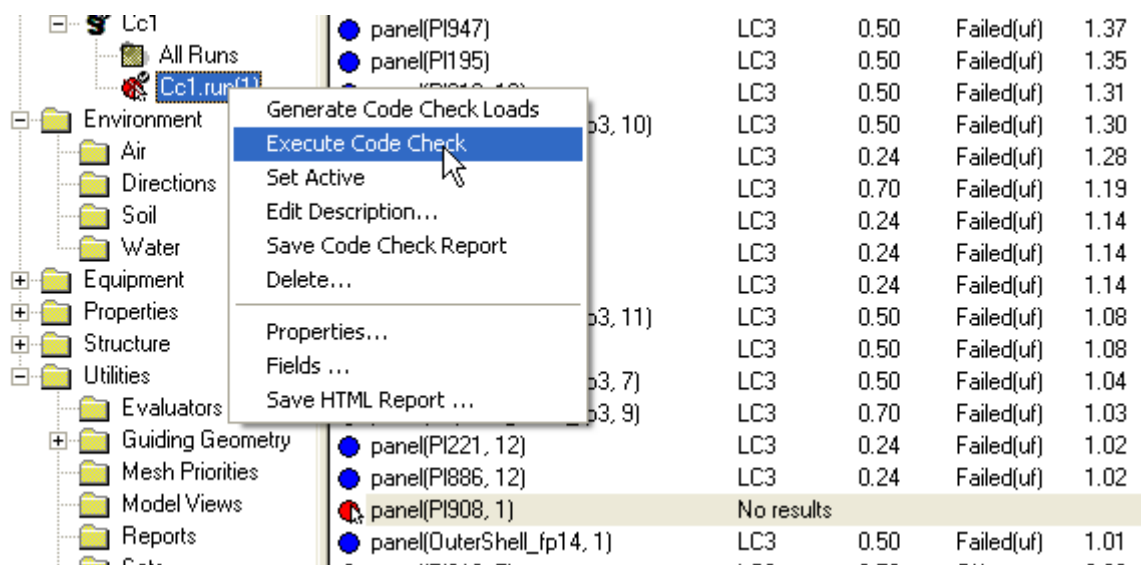 Cc1
All Runs
Cc1.run(1)
Environment
Air
Directions
Soil
Water
Equipment
Properties
Structure
Utilities
Evaluators
Guiding Geometry
Mesh Priorities
Model Views
Reports
Generate Code Check Loads
Execute Code Check
Set Active
Edit Description...
Save Code Check Report
Delete...
Properties...
Fields ...
Save HTML Report ...
panel(Pl947) LC3 0.50 Failed(uf) 1.37
panel(Pl195) LC3 0.50 Failed(uf) 1.35
LC3 0.50 Failed(uf) 1.31
p3, 10) LC3 0.50 Failed(uf) 1.30
LC3 0.24 Failed(uf) 1.28
LC3 0.70 Failed(uf) 1.19
LC3 0.24 Failed(uf) 1.14
LC3 0.24 Failed(uf) 1.14
LC3 0.24 Failed(uf) 1.14
p3, 11) LC3 0.50 Failed(uf) 1.08
LC3 0.50 Failed(uf) 1.08
p3, 7) LC3 0.50 Failed(uf) 1.04
p3, 9) LC3 0.70 Failed(uf) 1.03
panel(Pl221, 12) LC3 0.24 Failed(uf) 1.02
panel(Pl886, 12) LC3 0.24 Failed(uf) 1.02
panel(Pl908, 1) No results
panel(OuterShell_fp14, 1) LC3 0.50 Failed(uf) 1.01